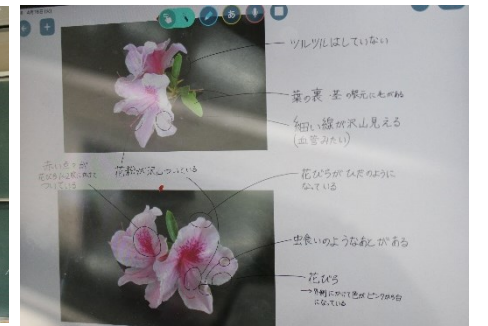 ツルツルはしていない
葉の裏・茎の根元に毛がある
細い線が沢山見える
(血管みたい)
花粉が沢山ついている
花びらがひだのように
なっている
虫食いのようなあとがある
花びら
→外側にかけて色がピンクから白
になっている